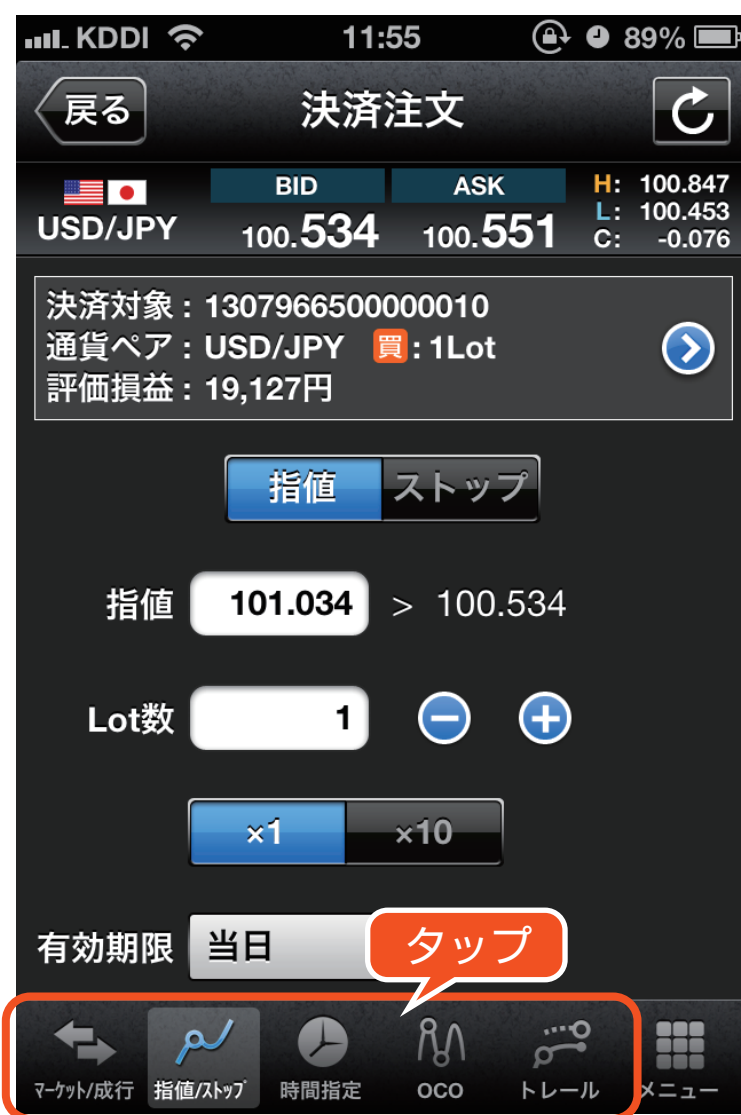 KDDI 11:55 89%
戻る 決済注文
USD/JPY BID 100.534 ASK 100.551
H: 100.847
L: 100.453
C: -0.076
決済対象：1307966500000010
通貨ペア：USD/JPY 買：1Lot
評価損益：19,127円
指値 ストップ
指値 101.034 > 100.534
Lot数 1
×1 ×10
有効期限 当日
タップ
ﾏｰｹｯﾄ/成行 指値/ｽﾄｯﾌﾟ 時間指定 OCO トレール メニュー